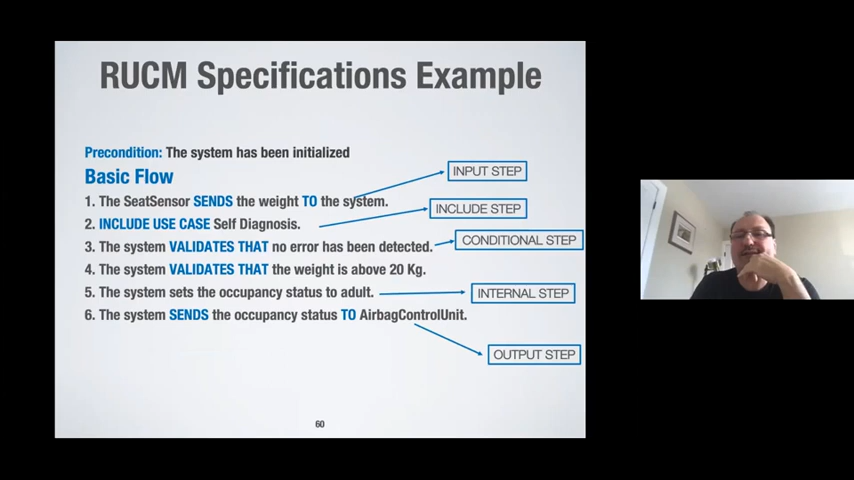 RUCM Specifications Example
Precondition: The system has been initialized
Basic Flow
INPUT STEP
1. The SeatSensor SENDS the weight TO the system.
INCLUDE STEP
2. INCLUDE USE CASE Self Diagnosis.
CONDITIONAL STEP
3. The system VALIDATES THAT no error has been detected.
4. The system VALIDATES THAT the weight is above 20 Kg.
5. The system sets the occupancy status to adult.
INTERNAL STEP
6. The system SENDS the occupancy status TO AirbagControlUnit.
OUTPUT STEP
60